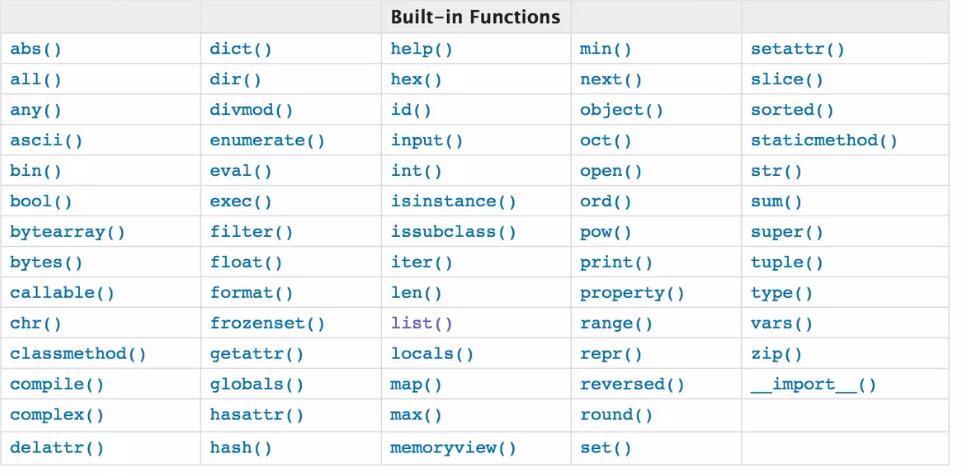 Built-in Functions
abs() dict() help() min() setattr()
all() dir() hex() next() slice()
any() divmod() id() object() sorted()
ascii() enumerate() input() oct() staticmethod()
bin() eval() int() open() str()
bool() exec() isinstance() ord() sum()
bytearray() filter() issubclass() pow() super()
bytes() float() iter() print() tuple()
callable() format() len() property() type()
chr() frozenset() list() range() vars()
classmethod() getattr() locals() repr() zip()
compile() globals() map() reversed() __import__()
complex() hasattr() max() round()
delattr() hash() memoryview() set()